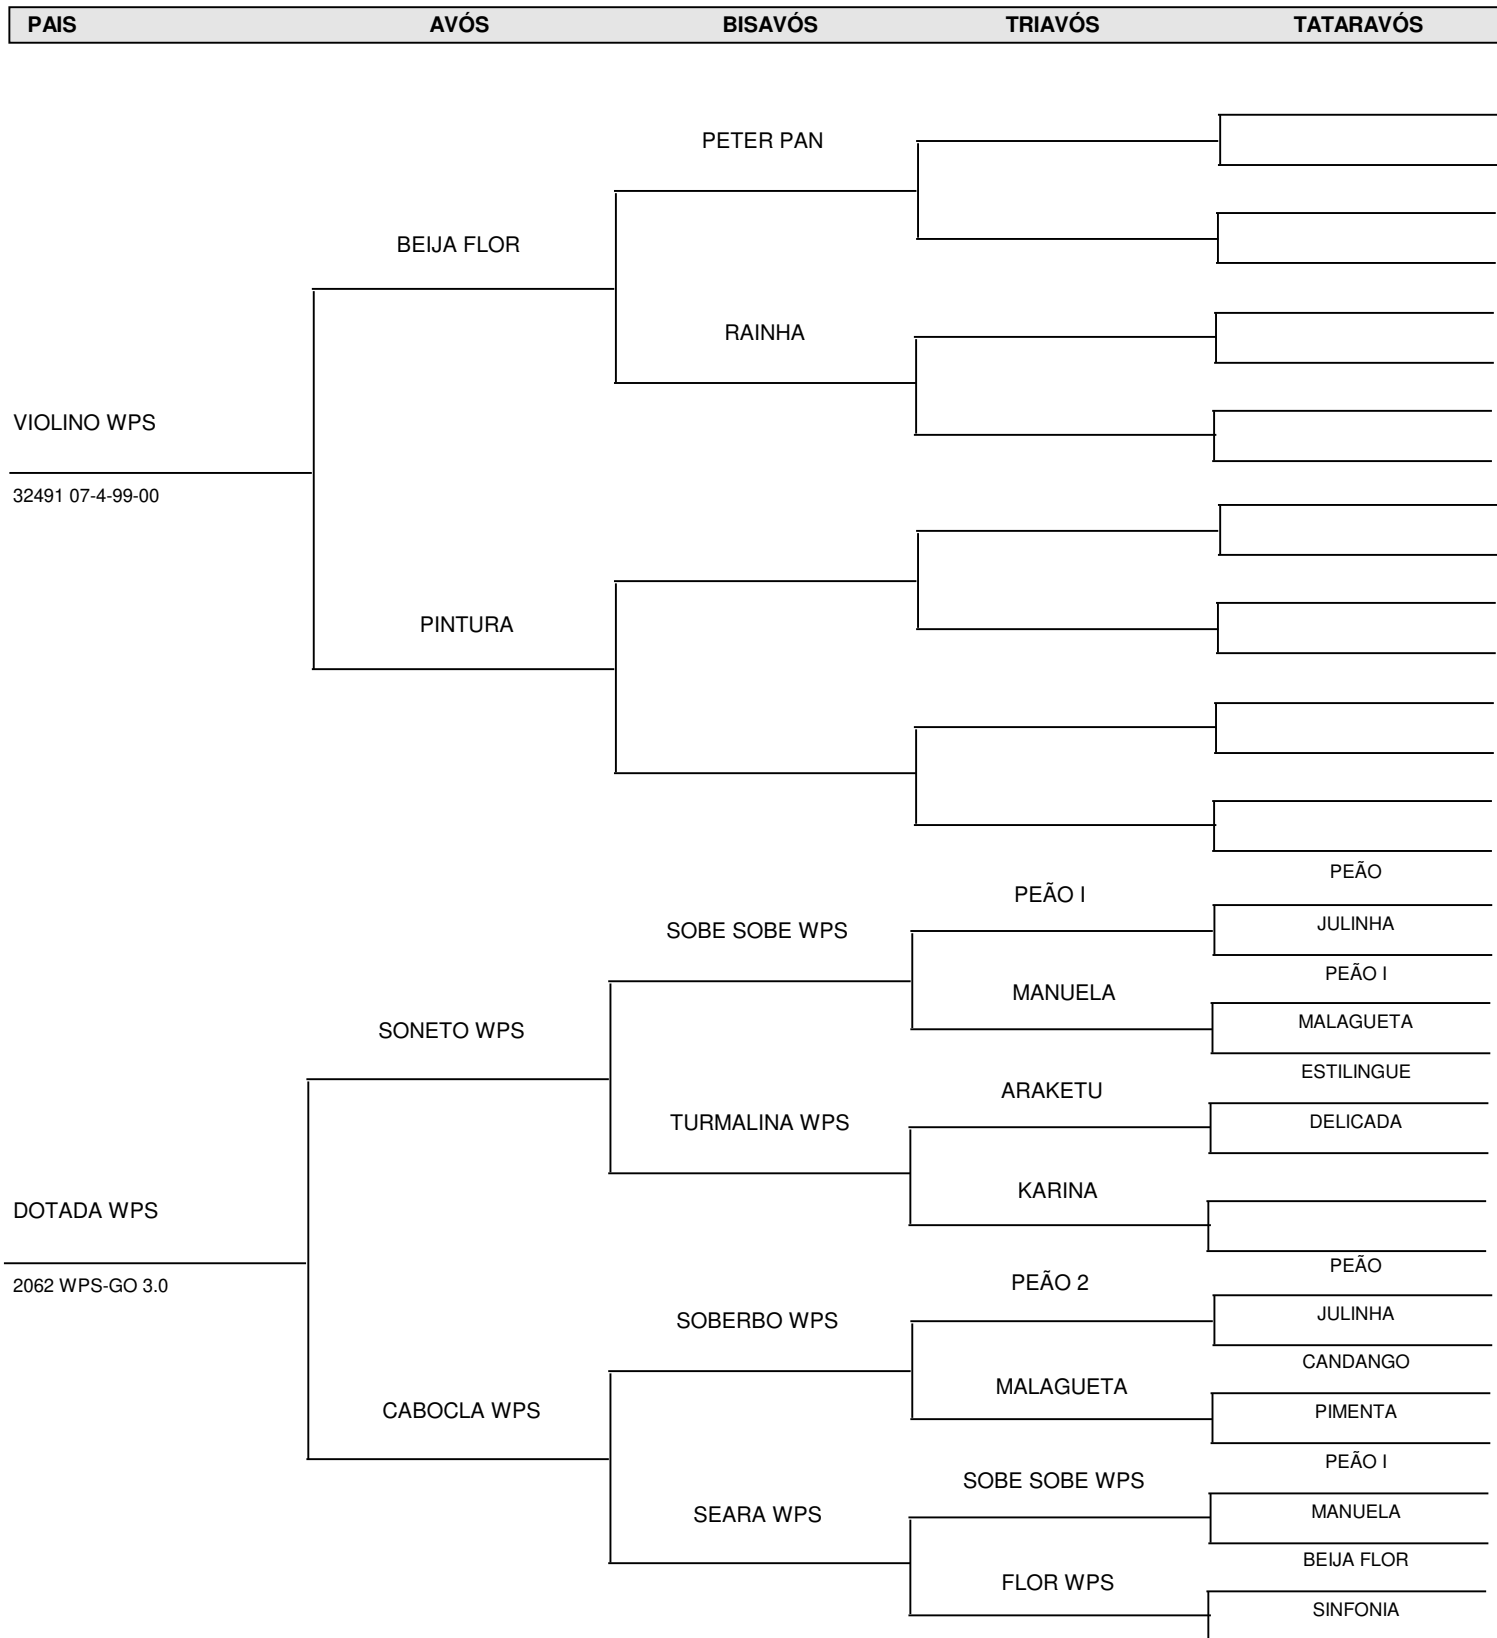 PAIS AVÓS BISAVÓS TRIAVÓS TATARAVÓS
PETER PAN
BEIJA FLOR
RAINHA
VIOLINO WPS
32491 07-4-99-00
PINTURA
PEÃO
PEÃO I
JULINHA
SOBE SOBE WPS
PEÃO I
MANUELA
MALAGUETA
SONETO WPS
ESTILINGUE
ARAKETU
DELICADA
TURMALINA WPS
KARINA
DOTADA WPS
2062 WPS-GO 3.0
PEÃO
PEÃO 2
JULINHA
SOBERBO WPS
CANDANGO
MALAGUETA
PIMENTA
CABOCLA WPS
PEÃO I
SOBE SOBE WPS
MANUELA
SEARA WPS
BEIJA FLOR
FLOR WPS
SINFONIA